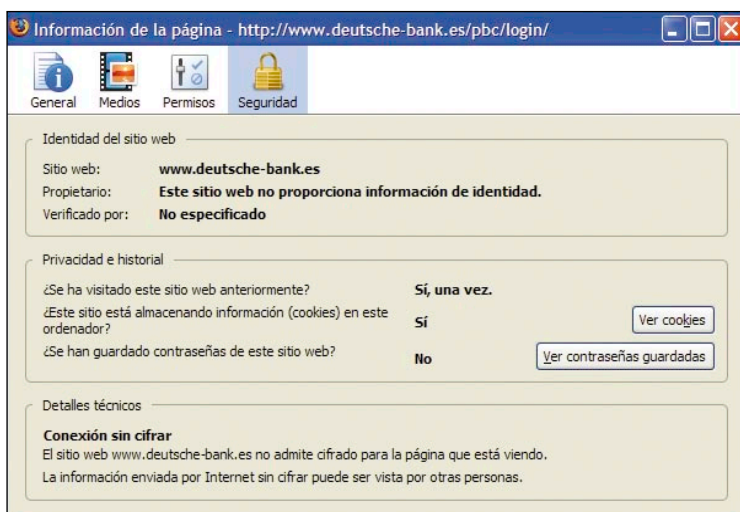 Información de la página - http://www.deutsche-bank.es/pbc/login/
General Medios Permisos Seguridad
Identidad del sitio web
Sitio web: www.deutsche-bank.es
Propietario: Este sitio web no proporciona información de identidad.
Verificado por: No especificado
Privacidad e historial
¿Se ha visitado este sitio web anteriormente? Sí, una vez.
¿Este sitio está almacenando información (cookies) en este
ordenador? Sí Ver cookies
¿Se han guardado contraseñas de este sitio web? No Ver contraseñas guardadas
Detalles técnicos
Conexión sin cifrar
El sitio web www.deutsche-bank.es no admite cifrado para la página que está viendo.
La información enviada por Internet sin cifrar puede ser vista por otras personas.